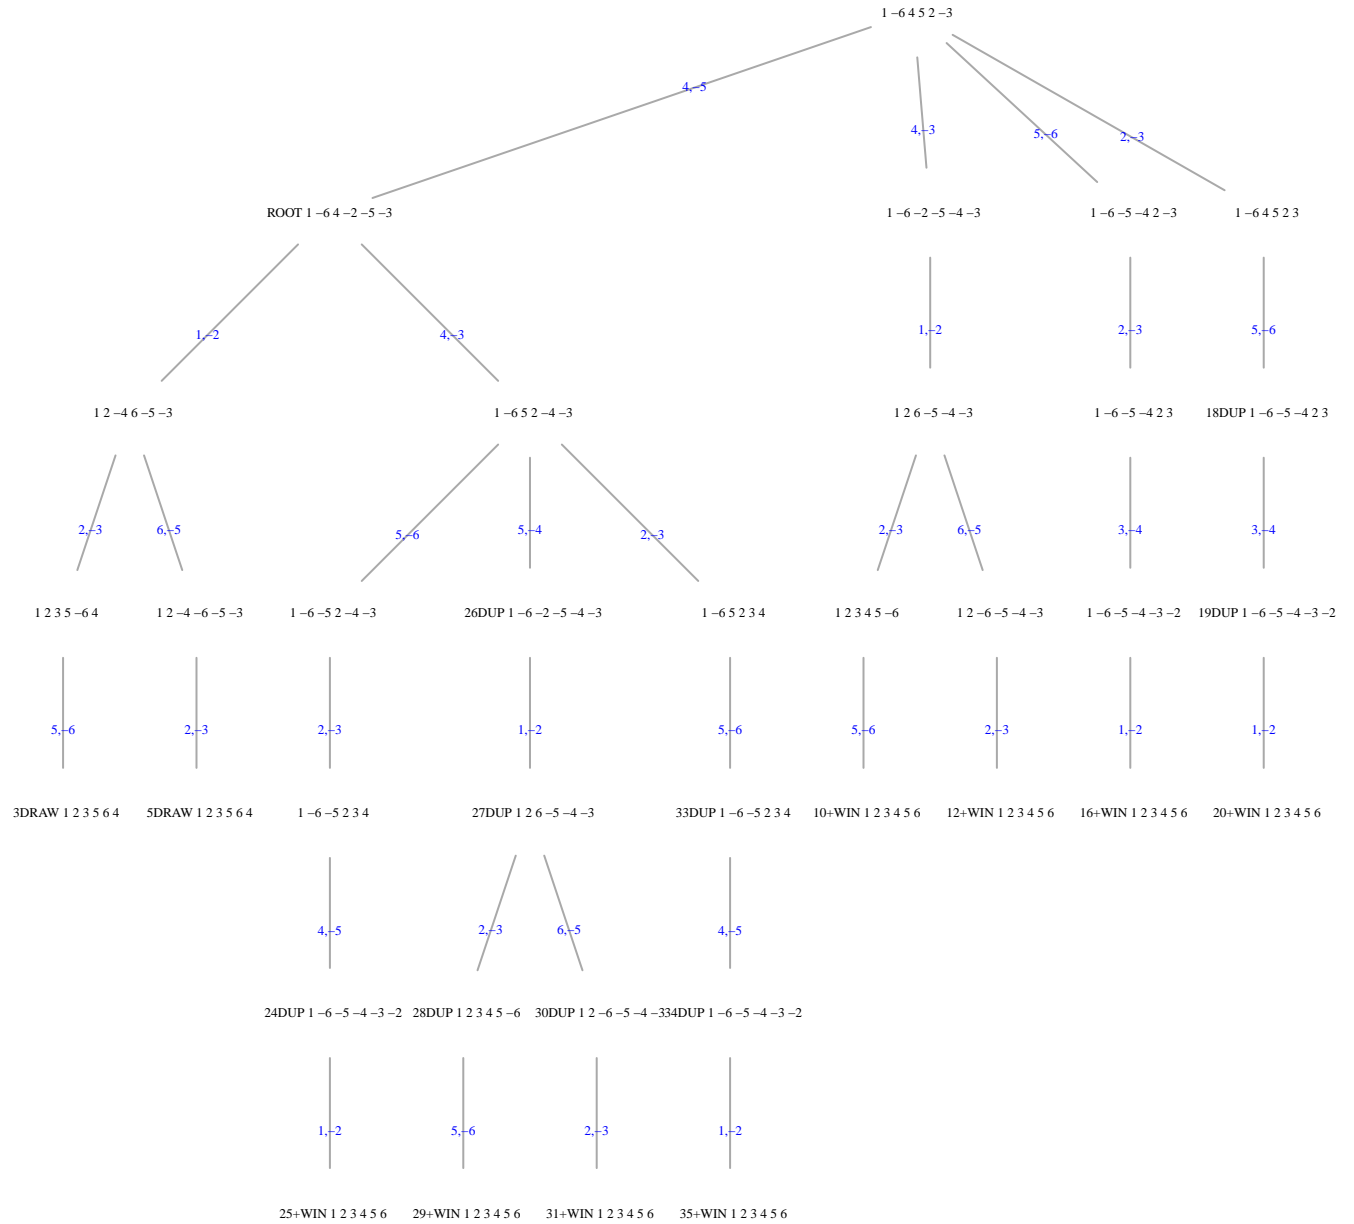 1 −6 4 5 2 −3
4,−5
4,−3
5,−6
2,−3
ROOT 1 −6 4 −2 −5 −3
1 −6 −2 −5 −4 −3
1 −6 −5 −4 2 −3
1 −6 4 5 2 3
1,−2
4,−3
1,−2
2,−3
5,−6
1 2 −4 6 −5 −3
1 −6 5 2 −4 −3
1 2 6 −5 −4 −3
1 −6 −5 −4 2 3
18DUP 1 −6 −5 −4 2 3
2,−3
6,−5
5,−6
5,−4
2,−3
2,−3
6,−5
3,−4
3,−4
1 2 3 5 −6 4
1 2 −4 −6 −5 −3
1 −6 −5 2 −4 −3
26DUP 1 −6 −2 −5 −4 −3
1 −6 5 2 3 4
1 2 3 4 5 −6
1 2 −6 −5 −4 −3
1 −6 −5 −4 −3 −2
19DUP 1 −6 −5 −4 −3 −2
5,−6
2,−3
2,−3
1,−2
5,−6
5,−6
2,−3
1,−2
1,−2
3DRAW 1 2 3 5 6 4
5DRAW 1 2 3 5 6 4
1 −6 −5 2 3 4
27DUP 1 2 6 −5 −4 −3
33DUP 1 −6 −5 2 3 4
10+WIN 1 2 3 4 5 6
12+WIN 1 2 3 4 5 6
16+WIN 1 2 3 4 5 6
20+WIN 1 2 3 4 5 6
4,−5
2,−3
6,−5
4,−5
24DUP 1 −6 −5 −4 −3 −2
28DUP 1 2 3 4 5 −6
30DUP 1 2 −6 −5 −4 −3
34DUP 1 −6 −5 −4 −3 −2
1,−2
5,−6
2,−3
1,−2
25+WIN 1 2 3 4 5 6
29+WIN 1 2 3 4 5 6
31+WIN 1 2 3 4 5 6
35+WIN 1 2 3 4 5 6